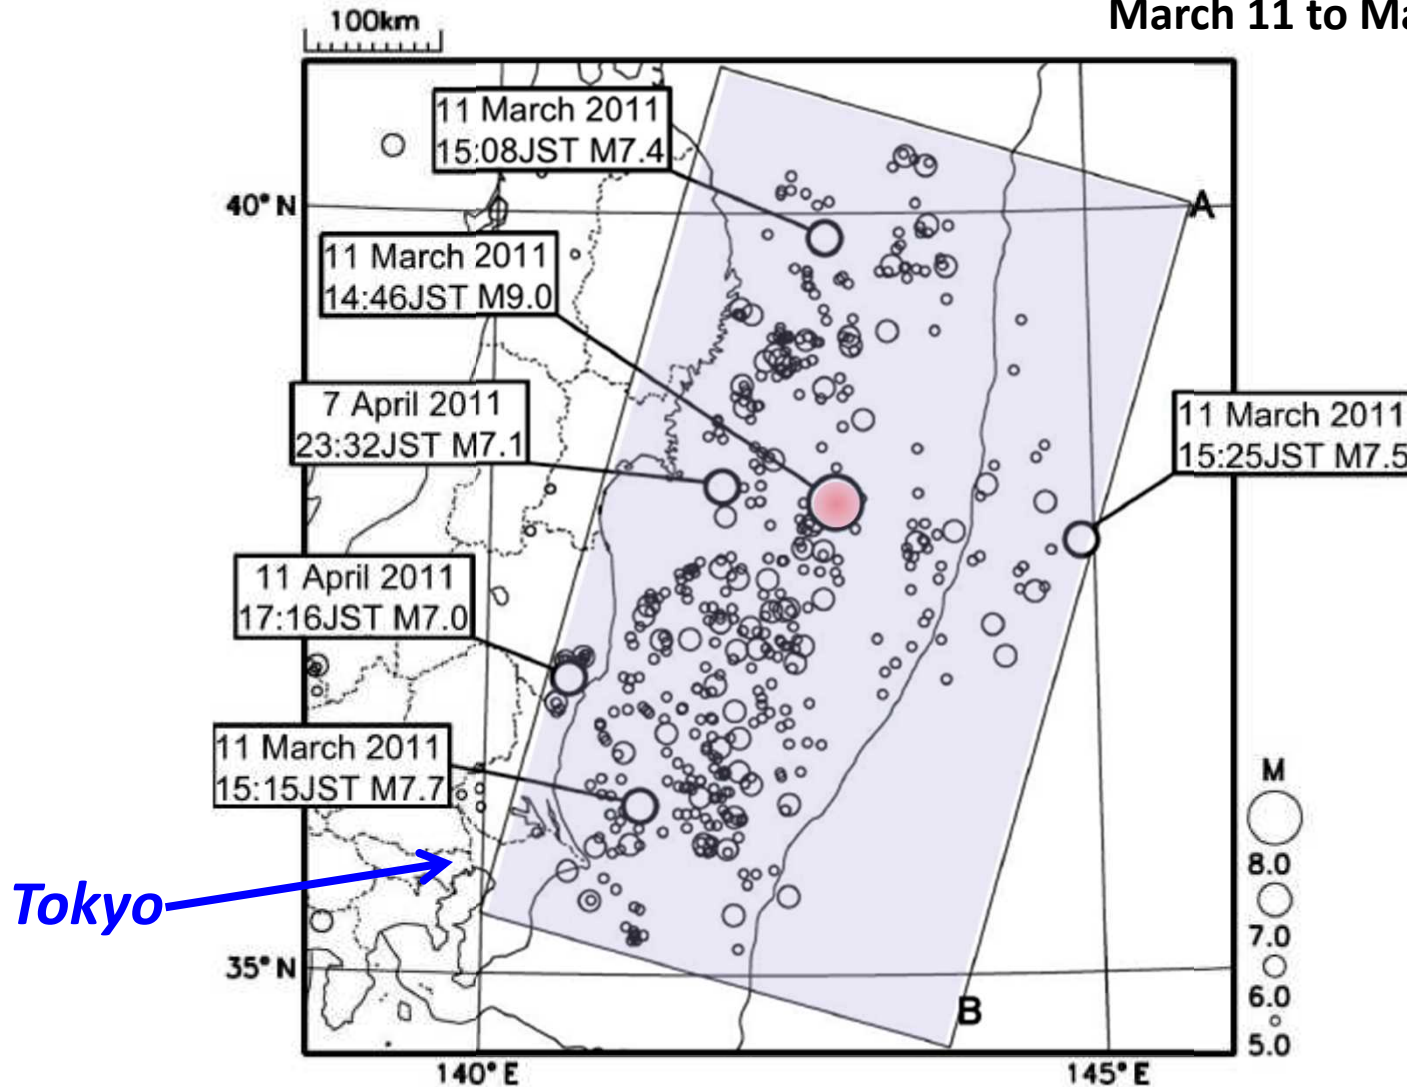 March 11 to Ma
100km
11 March 2011
15:08JST M7.4
40°N
A
11 March 2011
14:46JST M9.0
7 April 2011
23:32JST M7.1
11 March 2011
15:25JST M7.5
11 April 2011
17:16JST M7.0
11 March 2011
15:15JST M7.7
Tokyo
M
8.0
7.0
6.0
5.0
35°N
B
140°E
145°E